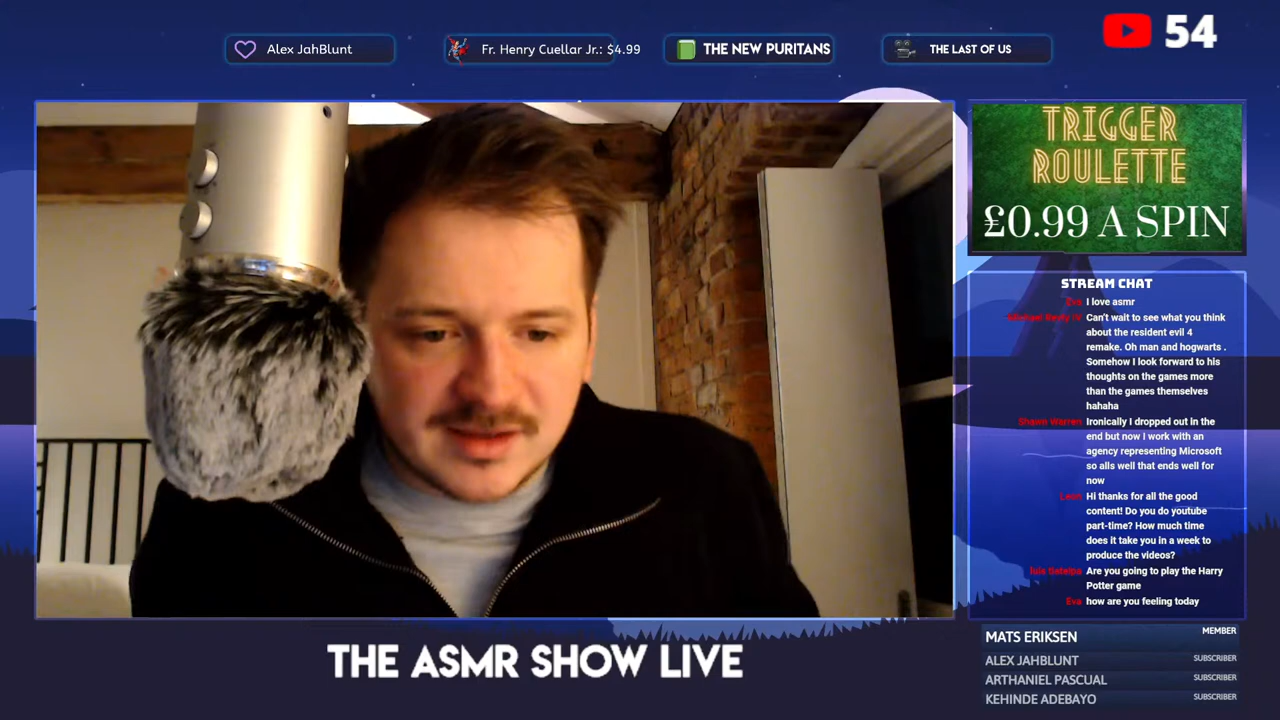 Alex JahBlunt
Fr. Henry Cuellar Jr.: $4.99
THE NEW PURITANS
THE LAST OF US
54
TRIGGER
ROULETTE
£0.99 A SPIN
STREAM CHAT
Eva I love asmr
Can't wait to see what you think
about the resident evil 4
remake. Oh man and hogwarts .
Somehow I look forward to his
thoughts on the games more
than the games themselves
hahaha
Shawn Warren Ironically I dropped out in the
end but now I work with an
agency representing Microsoft
so alls well that ends well for
now
Leon Hi thanks for all the good
content! Do you do youtube
part-time? How much time
does it take you in a week to
produce the videos?
Are you going to play the Harry
Potter game
Eva how are you feeling today
MATS ERIKSEN MEMBER
ALEX JAHBLUNT SUBSCRIBER
ARTHANIEL PASCUAL SUBSCRIBER
KEHINDE ADEBAYO SUBSCRIBER
THE ASMR SHOW LIVE